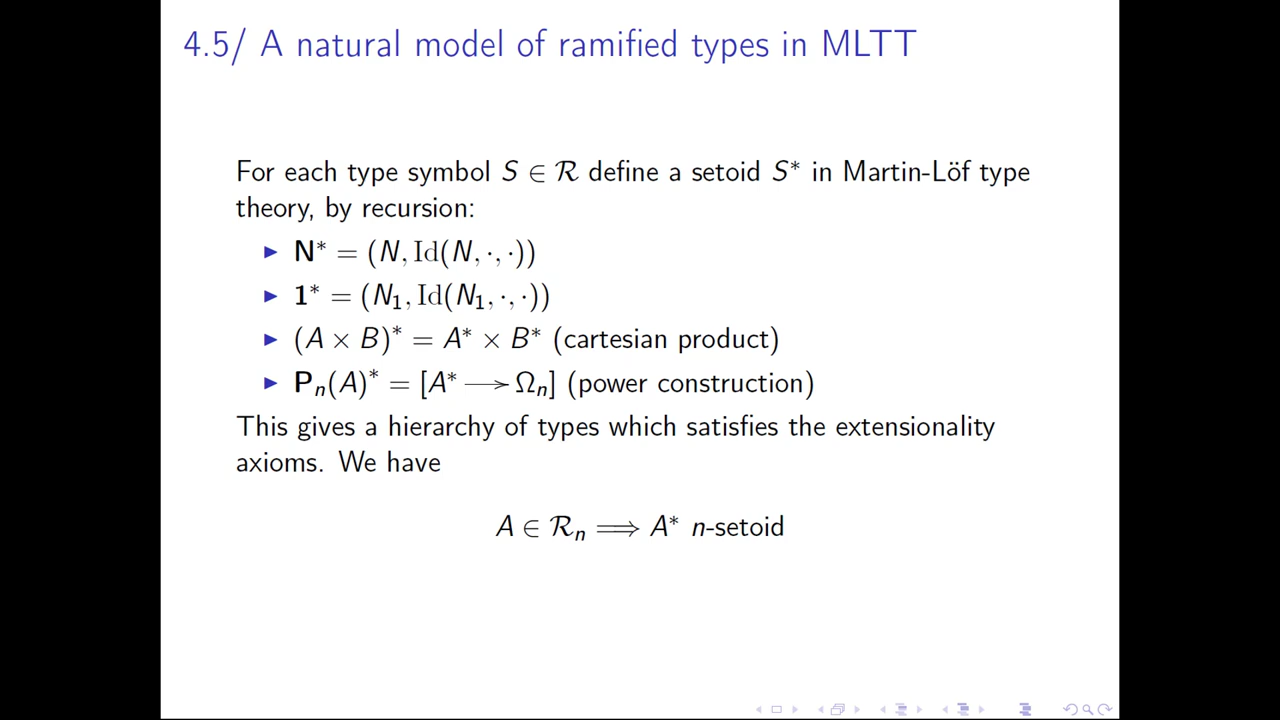 4.5/ A natural model of ramified types in MLTT
For each type symbol S ∈ ℛ define a setoid S* in Martin-Löf type
theory, by recursion:
▶ N* = (N, Id(N, ·, ·))
▶ 1* = (N₁, Id(N₁, ·, ·))
▶ (A × B)* = A* × B* (cartesian product)
▶ Pₙ(A)* = [A* ⟶ Ωₙ] (power construction)
This gives a hierarchy of types which satisfies the extensionality
axioms. We have
A ∈ ℛₙ ⟹ A* n-setoid